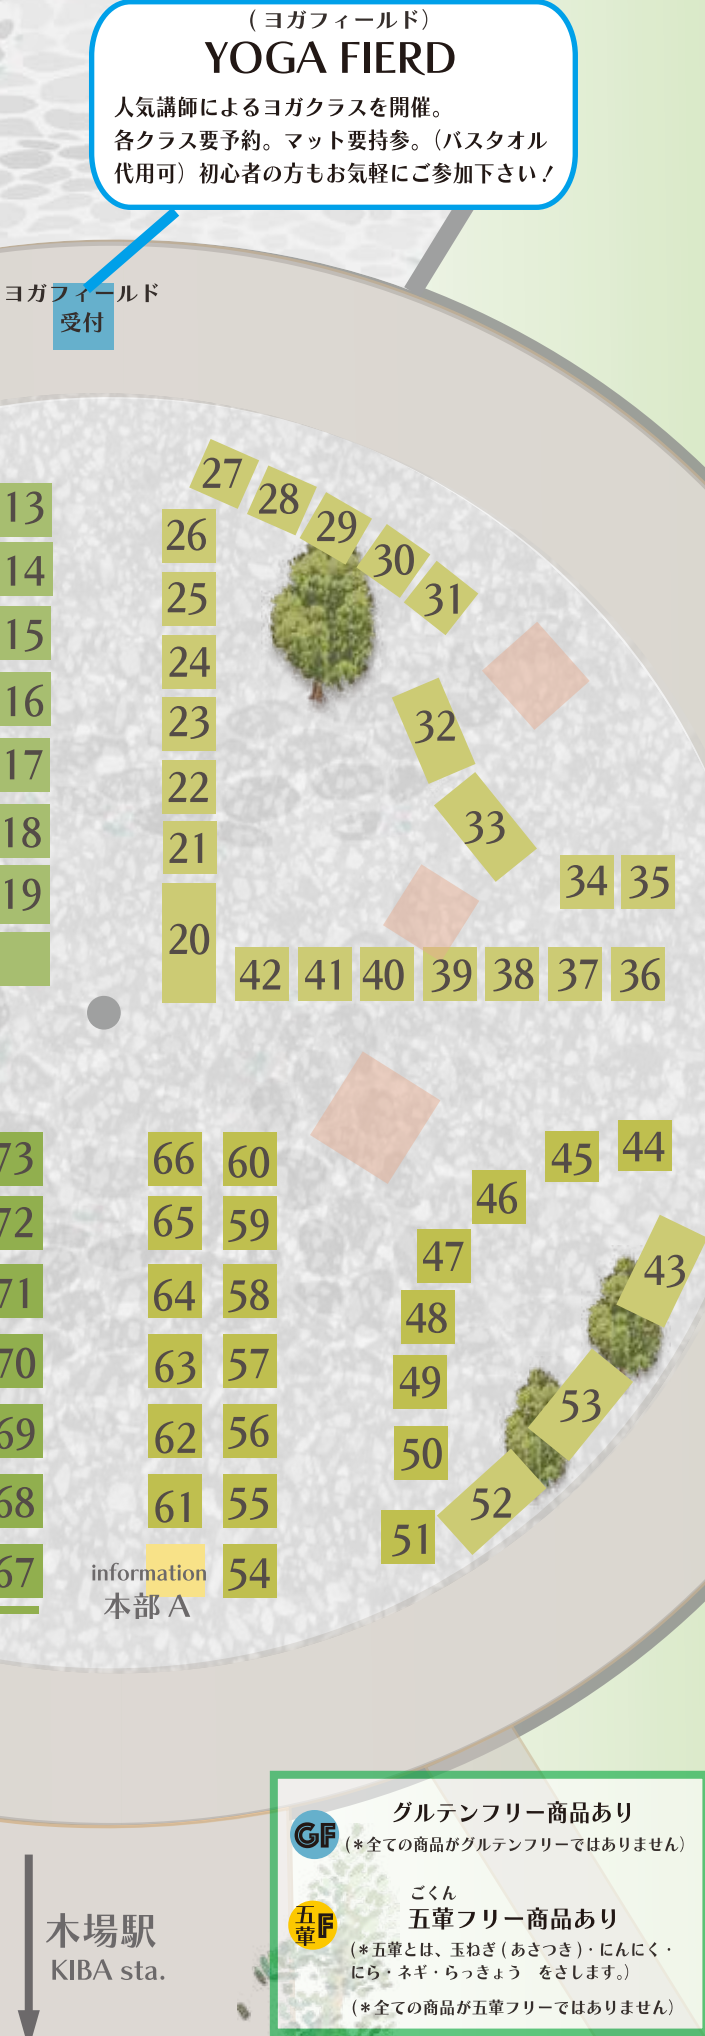 (ヨガフィールド)
YOGA FIERD
人気講師によるヨガクラスを開催。
各クラス要予約。マット要持参。(バスタオル
代用可)初心者の方もお気軽にご参加下さい!
ヨガフィールド
受付
27
28
29
30
31
13
14
15
16
17
18
19
26
25
24
23
22
21
20
32
33
34 35
42 41 40 39 38 37 36
73
72
71
70
69
68
67
66 60
65 59
64 58
63 57
62 56
61 55
54
information
本部 A
44
45
46
47
48
49
50
51
43
53
52
GF
グルテンフリー商品あり
(*全ての商品がグルテンフリーではありません)
五葷F
ごくん
五葷フリー商品あり
(*五葷とは、玉ねぎ(あさつき)・にんにく・
にら・ネギ・らっきょう をさします。)
(*全ての商品が五葷フリーではありません)
木場駅
KIBA sta.